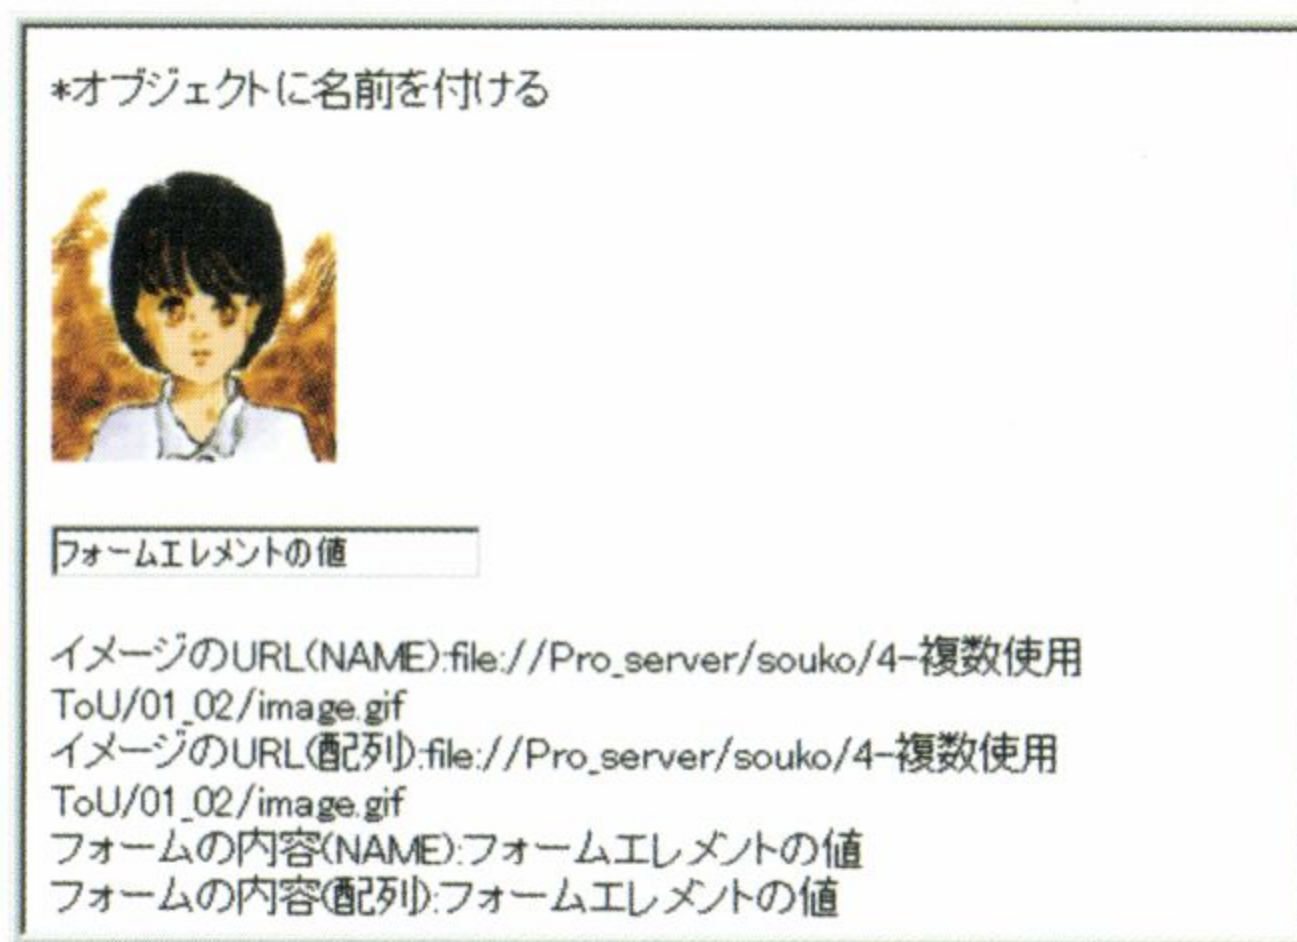 *オブジェクトに名前を付ける
フォームエレメントの値
イメージのURL(NAME):file://Pro_server/souko/4-複数使用
ToU/01_02/image.gif
イメージのURL(配列):file://Pro_server/souko/4-複数使用
ToU/01_02/image.gif
フォームの内容(NAME):フォームエレメントの値
フォームの内容(配列):フォームエレメントの値